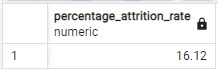 percentage_attrition_rate
numeric
1 16.12